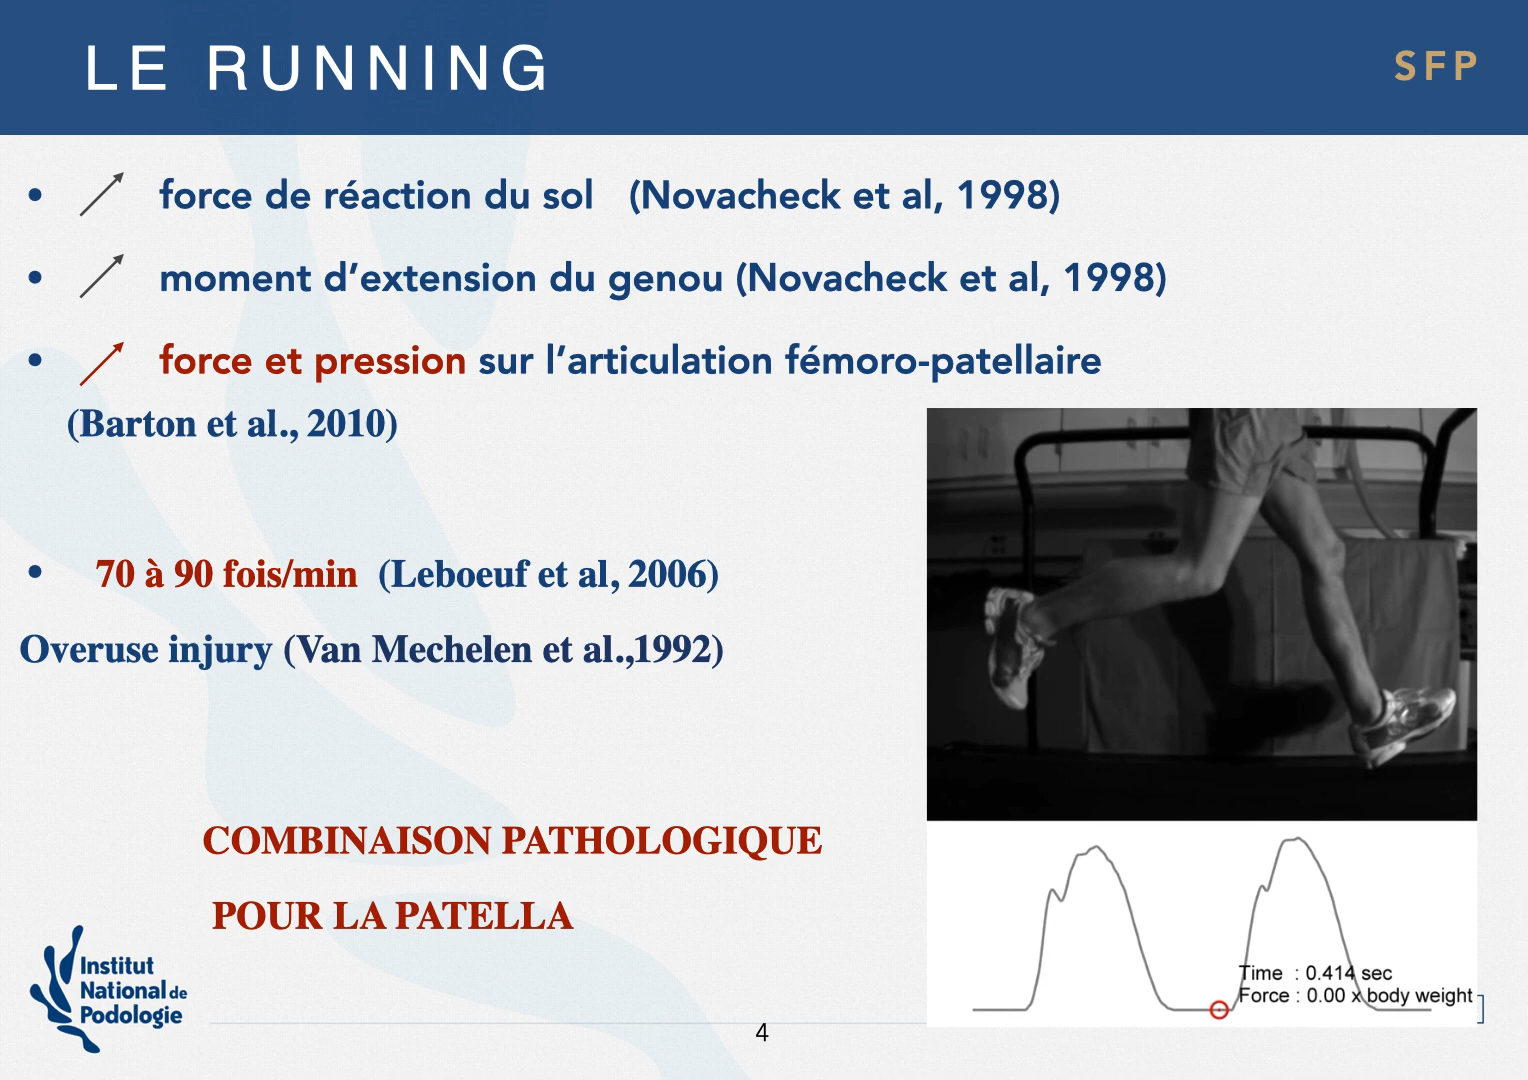 LE RUNNING
SFP
• force de réaction du sol (Novacheck et al, 1998)
• moment d’extension du genou (Novacheck et al, 1998)
• force et pression sur l’articulation fémoro-patellaire
(Barton et al., 2010)
• 70 à 90 fois/min (Leboeuf et al, 2006)
Overuse injury (Van Mechelen et al.,1992)
COMBINAISON PATHOLOGIQUE
POUR LA PATELLA
Time : 0.414 sec
Force : 0.00 x body weight
Institut
National de
Podologie
4